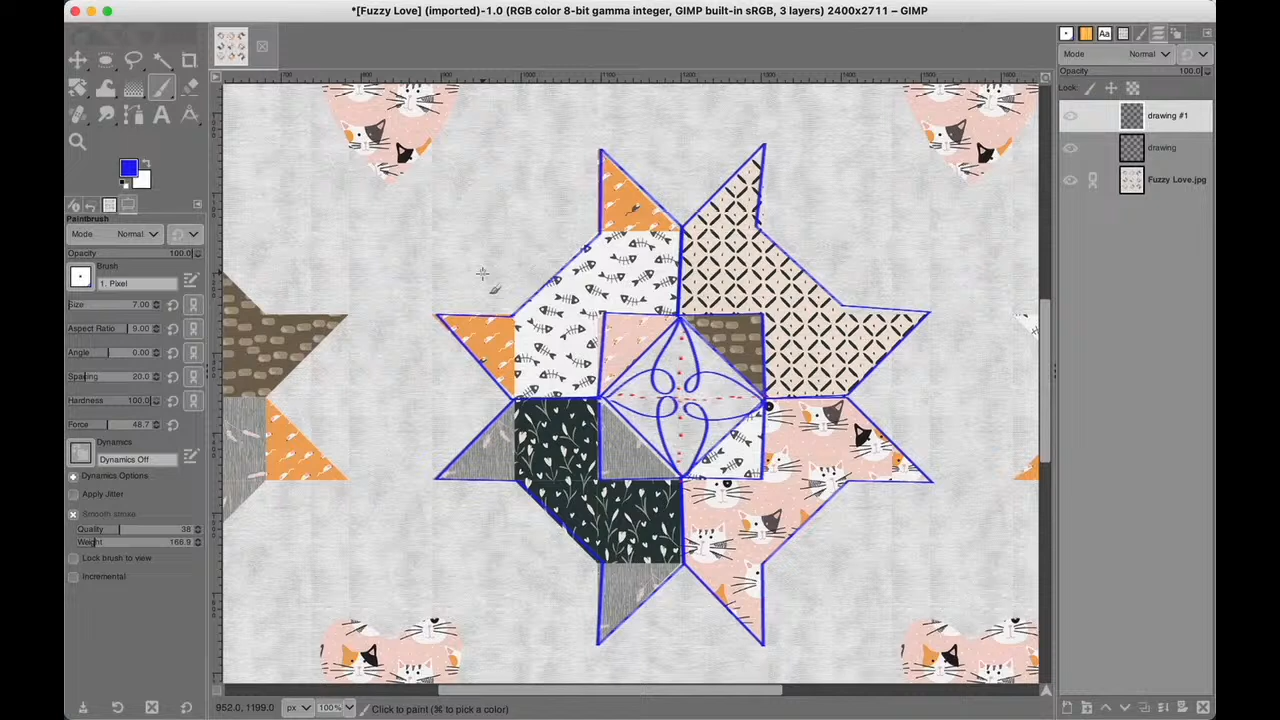 *[Fuzzy Love] (imported)-1.0 (RGB color 8-bit gamma integer, GIMP built-in sRGB, 3 layers) 2400x2711 – GIMP
Mode Normal
Opacity 100.0
Lock:
drawing #1
drawing
Fuzzy Love.jpg
Paintbrush
Mode Normal
Opacity 100.0
Brush
1. Pixel
Size 7.00
Aspect Ratio 9.00
Angle 0.00
Spacing 20.0
Hardness 100.0
Force 48.7
Dynamics
Dynamics Off
Dynamics Options
Apply Jitter
Smooth stroke
Quality 38
Weight 166.9
Lock brush to view
Incremental
952.0, 1199.0 px 100% Click to paint (⌘ to pick a color)